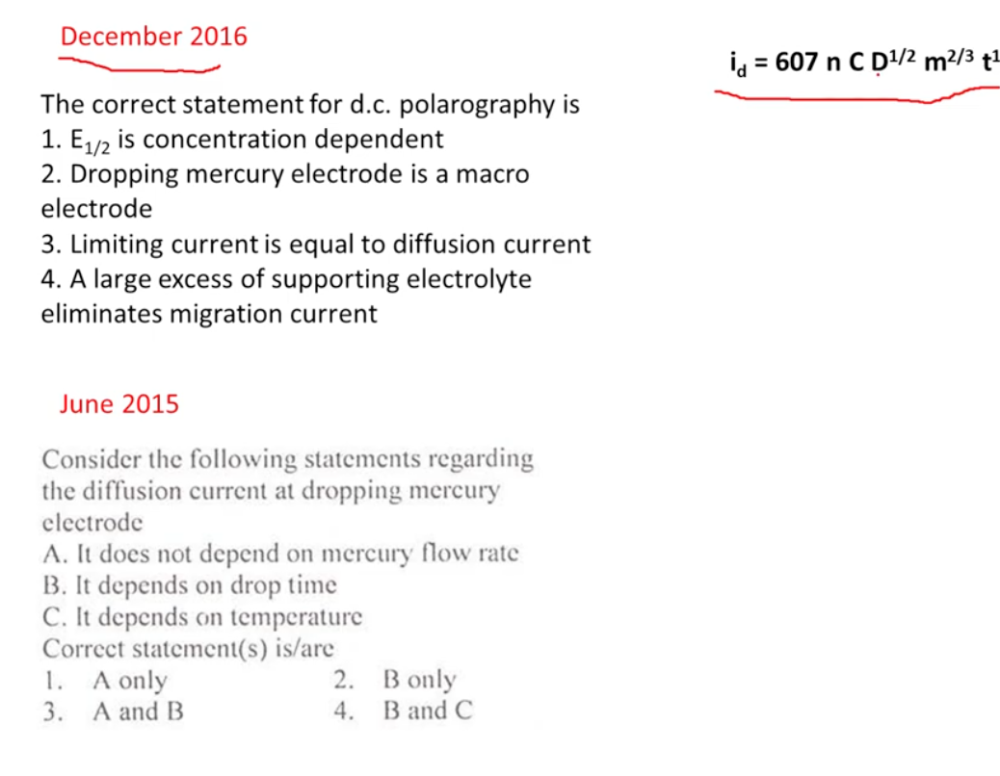 December 2016
i_d = 607 n C D^1/2 m^2/3 t^1
The correct statement for d.c. polarography is
1. E_1/2 is concentration dependent
2. Dropping mercury electrode is a macro
electrode
3. Limiting current is equal to diffusion current
4. A large excess of supporting electrolyte
eliminates migration current
June 2015
Consider the following statements regarding
the diffusion current at dropping mercury
electrode
A. It does not depend on mercury flow rate
B. It depends on drop time
C. It depends on temperature
Correct statement(s) is/are
1. A only 2. B only
3. A and B 4. B and C